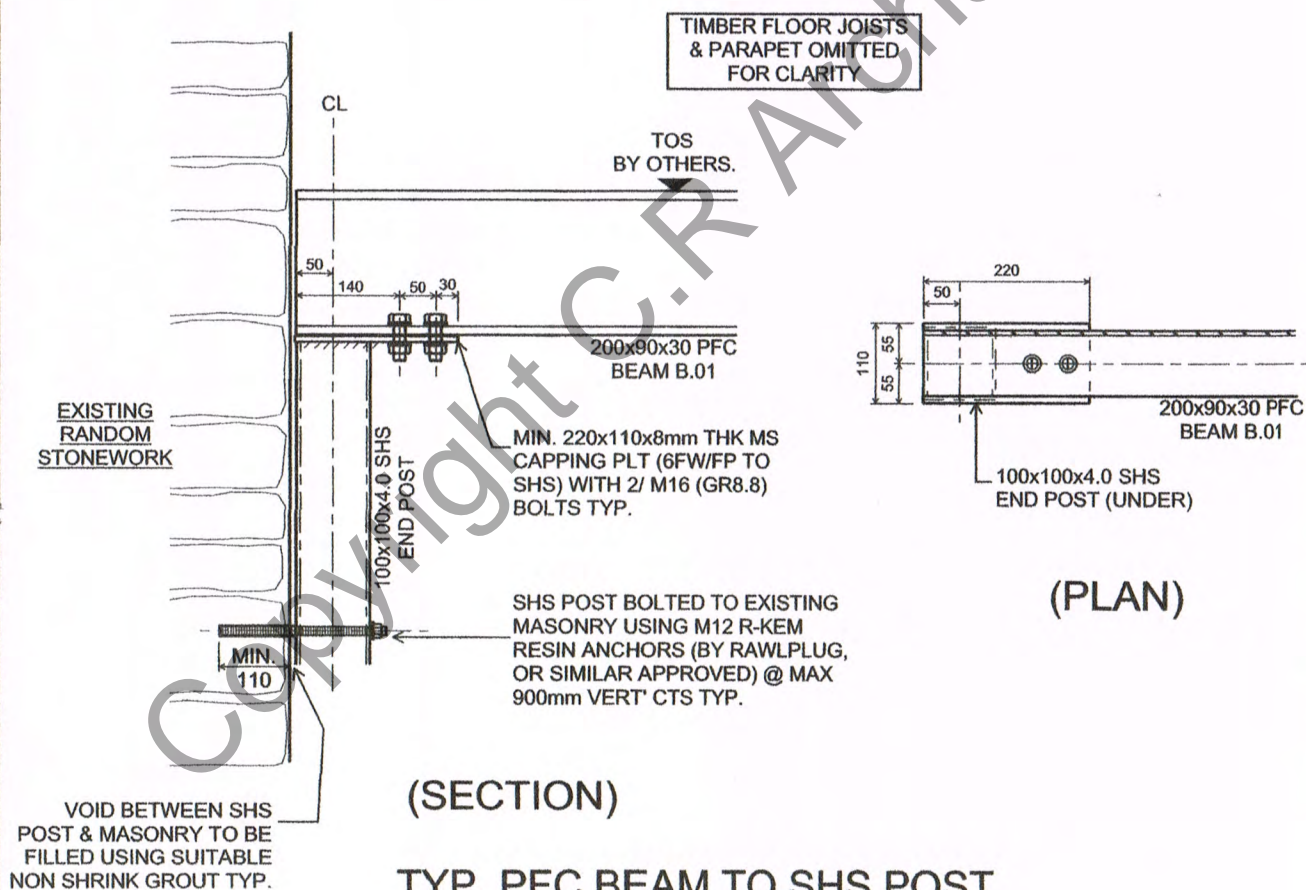 TIMBER FLOOR JOISTS
& PARAPET OMITTED
FOR CLARITY
CL
TOS
BY OTHERS.
50
140
50
30
200x90x30 PFC
BEAM B.01
EXISTING
RANDOM
STONEWORK
100x100x4.0 SHS
END POST
MIN. 220x110x8mm THK MS
CAPPING PLT (6FW/FP TO
SHS) WITH 2/ M16 (GR8.8)
BOLTS TYP.
SHS POST BOLTED TO EXISTING
MASONRY USING M12 R-KEM
RESIN ANCHORS (BY RAWLPLUG,
OR SIMILAR APPROVED) @ MAX
900mm VERT' CTS TYP.
MIN.
110
VOID BETWEEN SHS
POST & MASONRY TO BE
FILLED USING SUITABLE
NON SHRINK GROUT TYP.
(SECTION)
220
50
110
55
55
200x90x30 PFC
BEAM B.01
100x100x4.0 SHS
END POST (UNDER)
(PLAN)
TYP. PFC BEAM TO SHS POST
Copyright C.R